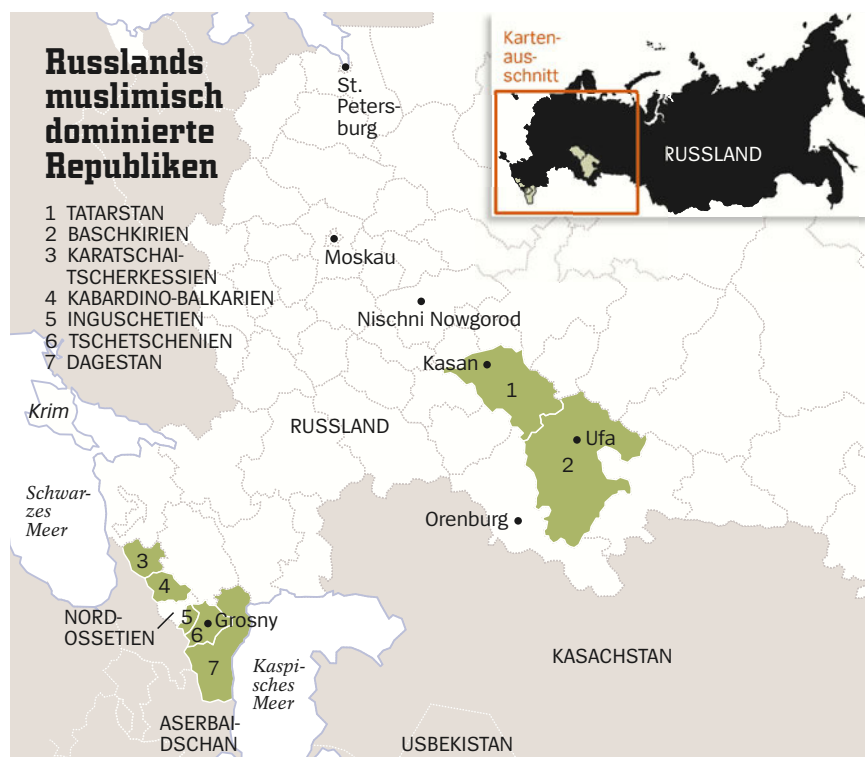 Russlands
muslimisch
dominierte
Republiken
1 TATARSTAN
2 BASCHKIRIEN
3 KARATSCHAI-
TSCHERKESSIEN
4 KABARDINO-BALKARIEN
5 INGUSCHETIEN
6 TSCHETSCHENIEN
7 DAGESTAN
Karten-
aus-
schnitt
RUSSLAND
St.
Peters-
burg
Moskau
Nischni Nowgorod
Kasan
1
Krim
RUSSLAND
Ufa
2
Schwar-
zes
Meer
Orenburg
3
4
NORD-
OSSETIEN
5
Grosny
6
7
Kaspi-
sches
Meer
KASACHSTAN
ASERBAI-
DSCHAN
USBEKISTAN